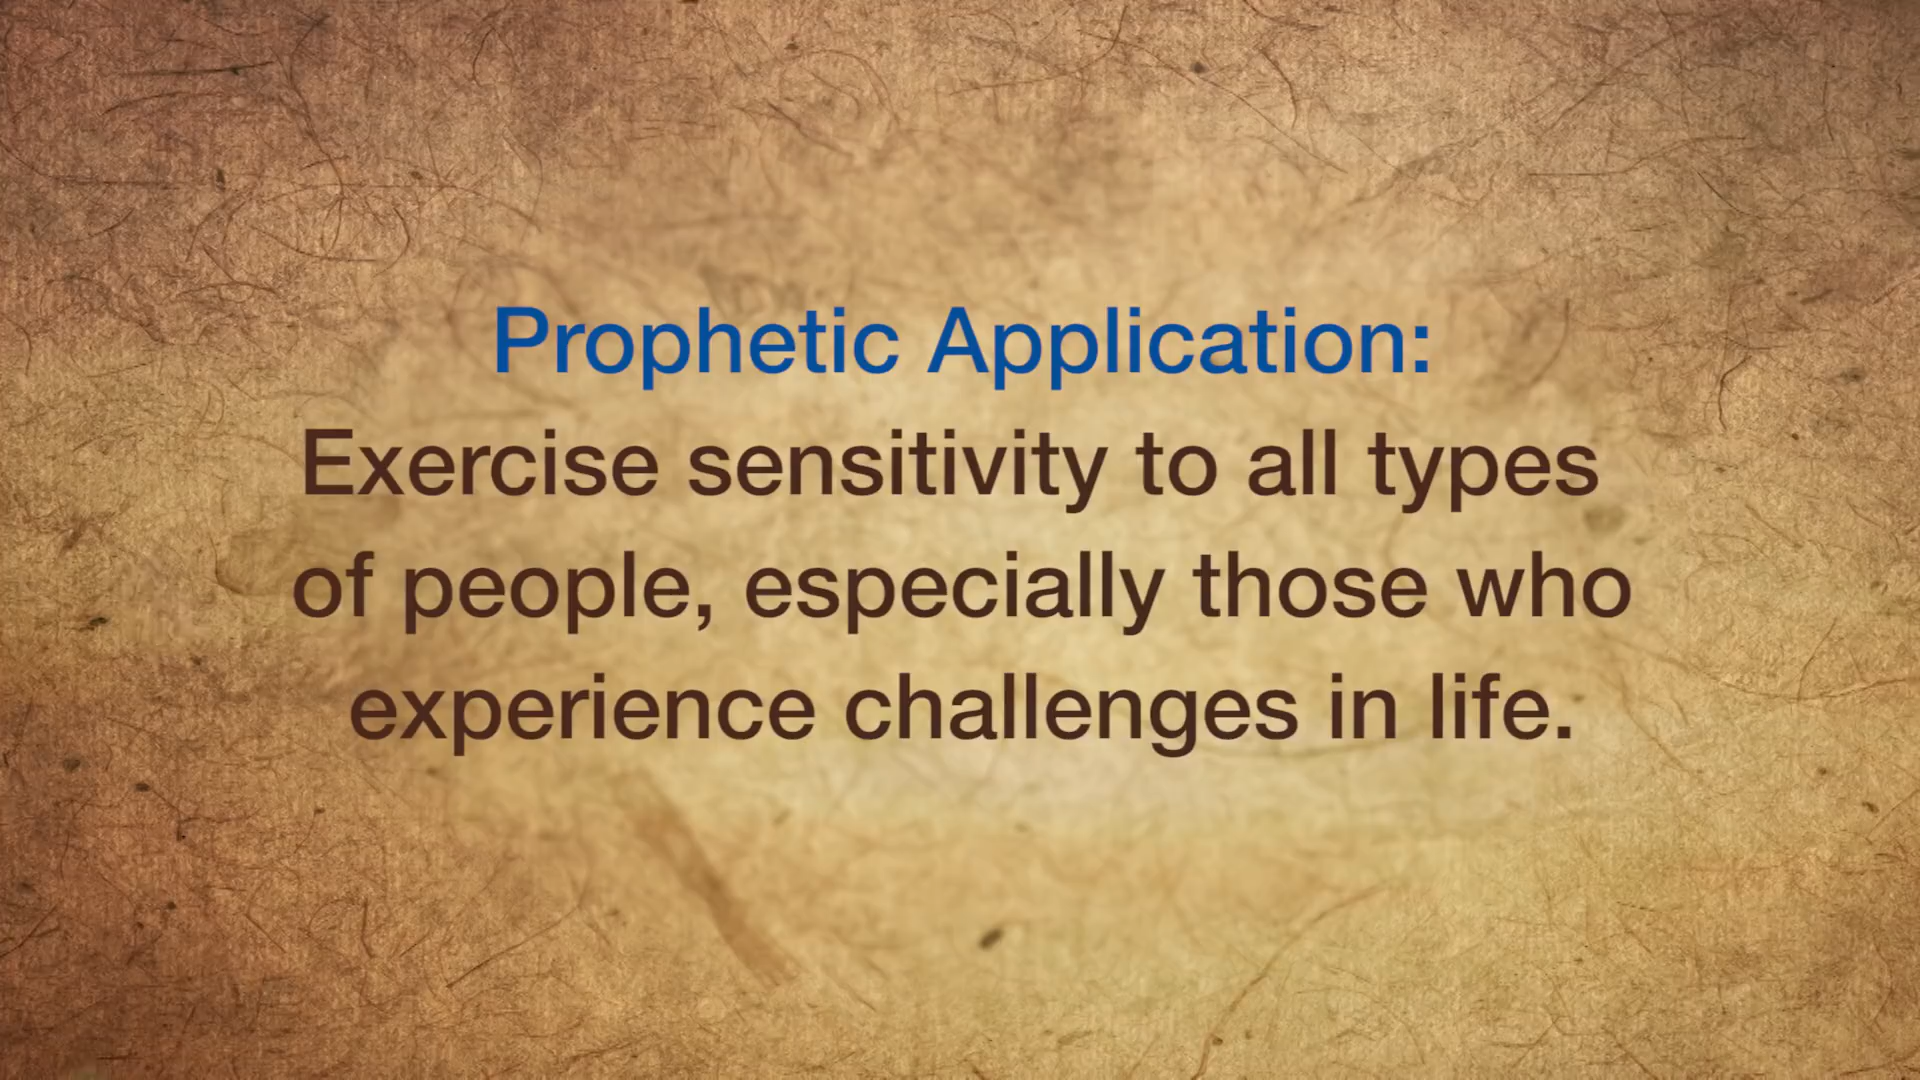 Prophetic Application:
Exercise sensitivity to all types
of people, especially those who
experience challenges in life.